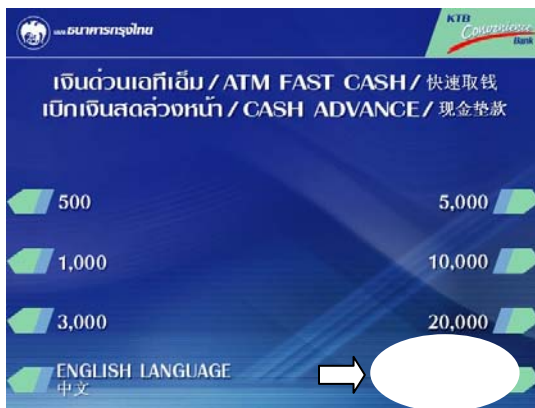 บมจ.ธนาคารกรุงไทย
KTB
Convenience
Bank
เงินด่วนเอทีเอ็ม/ATM FAST CASH/快速取钱
เบิกเงินสดล่วงหน้า/CASH ADVANCE/现金垫款
500
5,000
1,000
10,000
3,000
20,000
ENGLISH LANGUAGE
中文